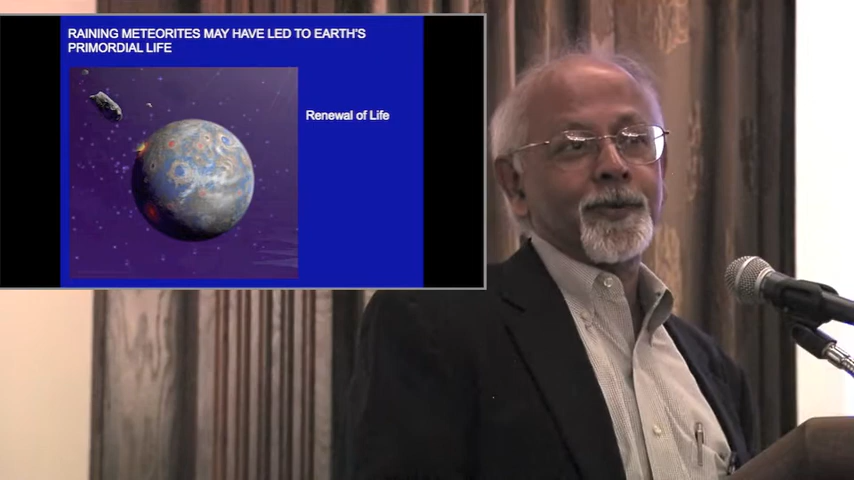 RAINING METEORITES MAY HAVE LED TO EARTH'S
PRIMORDIAL LIFE
Renewal of Life